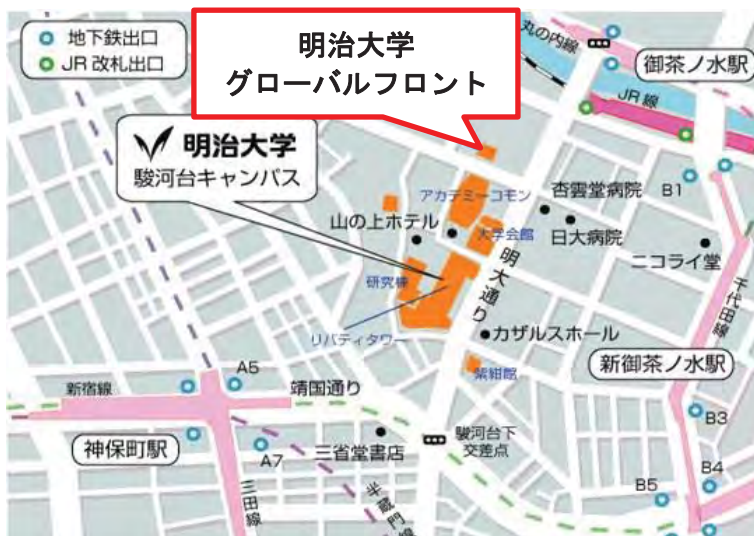 地下鉄出口
JR 改札出口
明治大学
グローバルフロント
丸の内線
御茶ノ水駅
JR 線
明治大学
駿河台キャンパス
アカデミーコモン
杏雲堂病院
B1
山の上ホテル
大学会館
日大病院
ニコライ堂
研究棟
明大通り
千代田線
リバティタワー
カザルスホール
紫紺館
新御茶ノ水駅
新宿線
A5
靖国通り
神保町駅
A7
三省堂書店
駿河台下
交差点
B3
B4
B5
三田線
半蔵門線